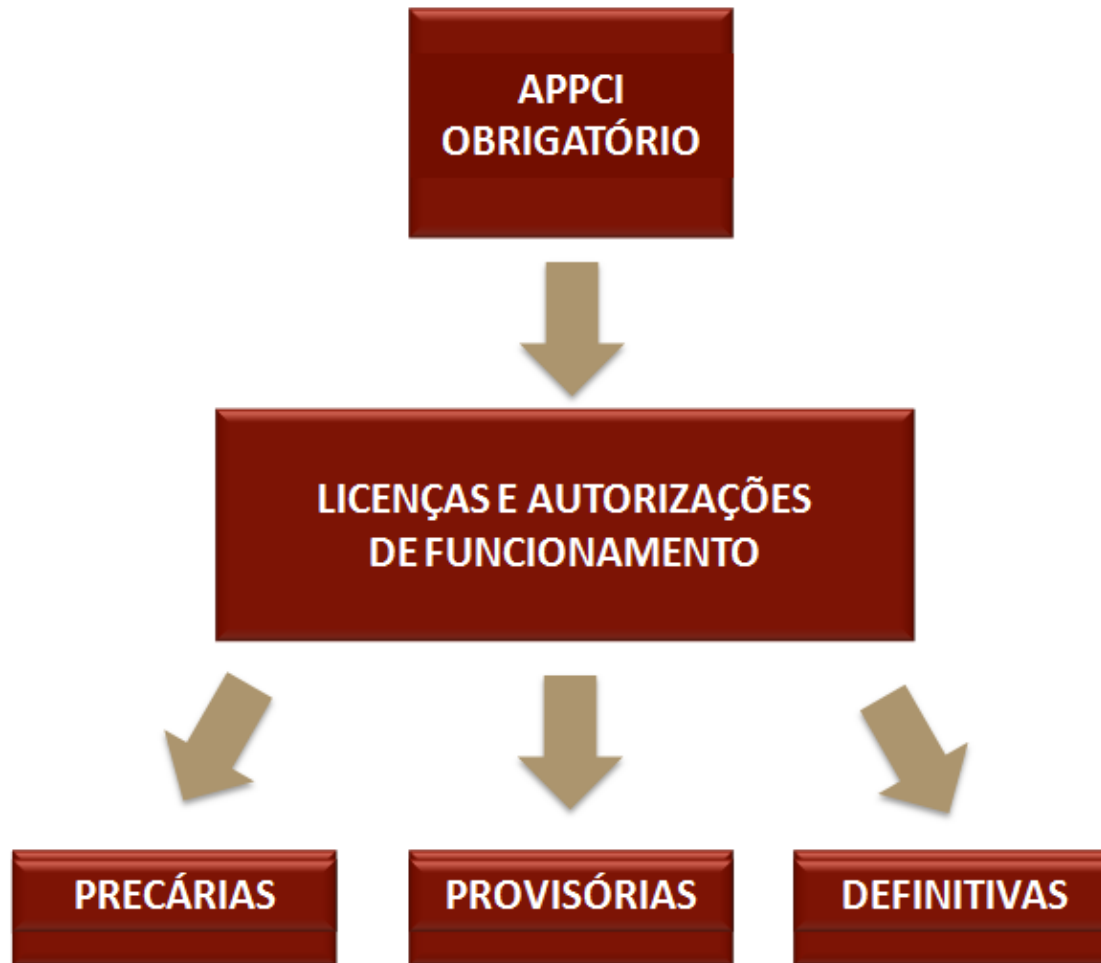 APPCI
OBRIGATÓRIO
LICENÇAS E AUTORIZAÇÕES
DE FUNCIONAMENTO
PRECÁRIAS
PROVISÓRIAS
DEFINITIVAS